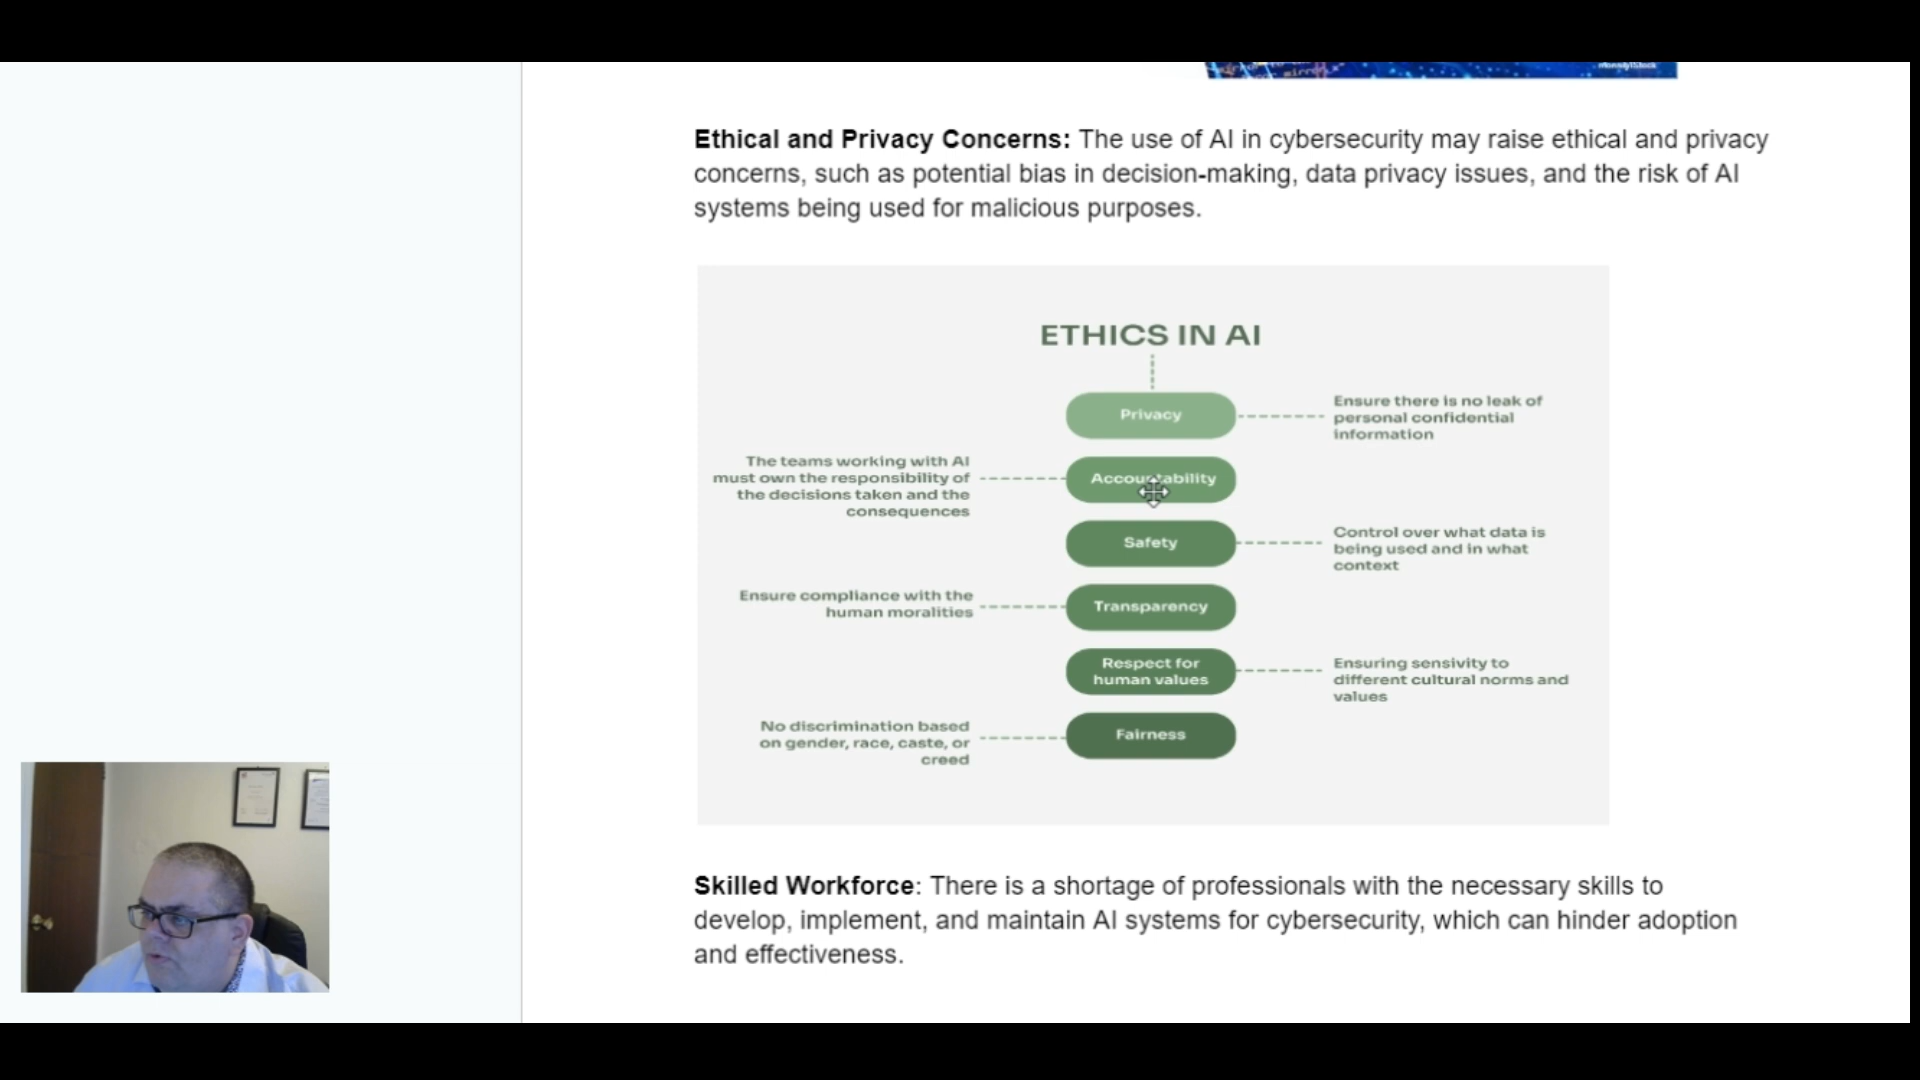 Ethical and Privacy Concerns: The use of AI in cybersecurity may raise ethical and privacy
concerns, such as potential bias in decision-making, data privacy issues, and the risk of AI
systems being used for malicious purposes.
ETHICS IN AI
Privacy
Ensure there is no leak of
personal confidential
information
The teams working with AI
must own the responsibility of
the decisions taken and the
consequences
Accountability
Safety
Control over what data is
being used and in what
context
Ensure compliance with the
human moralities
Transparency
Respect for
human values
Ensuring sensivity to
different cultural norms and
values
No discrimination based
on gender, race, caste, or
creed
Fairness
Skilled Workforce: There is a shortage of professionals with the necessary skills to
develop, implement, and maintain AI systems for cybersecurity, which can hinder adoption
and effectiveness.